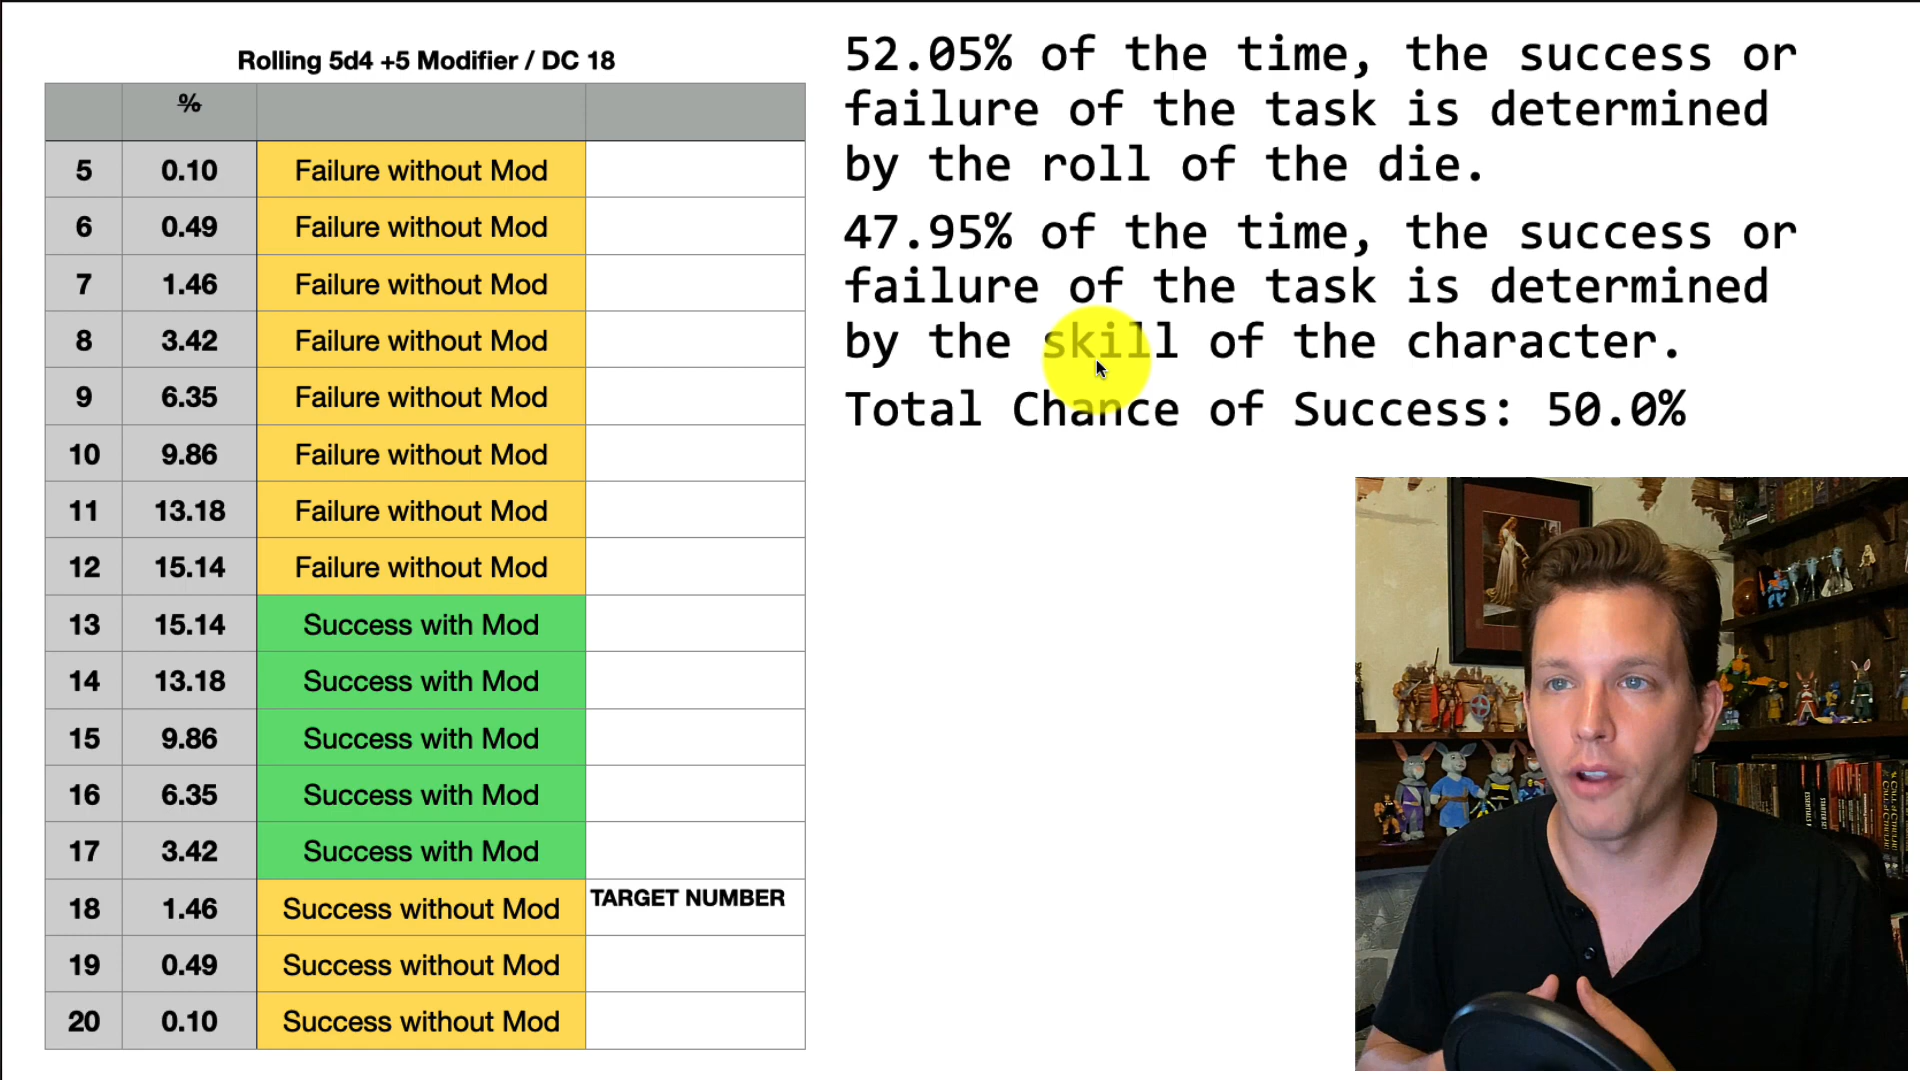 Rolling 5d4 +5 Modifier / DC 18
%
5 0.10 Failure without Mod
6 0.49 Failure without Mod
7 1.46 Failure without Mod
8 3.42 Failure without Mod
9 6.35 Failure without Mod
10 9.86 Failure without Mod
11 13.18 Failure without Mod
12 15.14 Failure without Mod
13 15.14 Success with Mod
14 13.18 Success with Mod
15 9.86 Success with Mod
16 6.35 Success with Mod
17 3.42 Success with Mod
18 1.46 Success without Mod TARGET NUMBER
19 0.49 Success without Mod
20 0.10 Success without Mod
52.05% of the time, the success or
failure of the task is determined
by the roll of the die.
47.95% of the time, the success or
failure of the task is determined
by the skill of the character.
Total Chance of Success: 50.0%